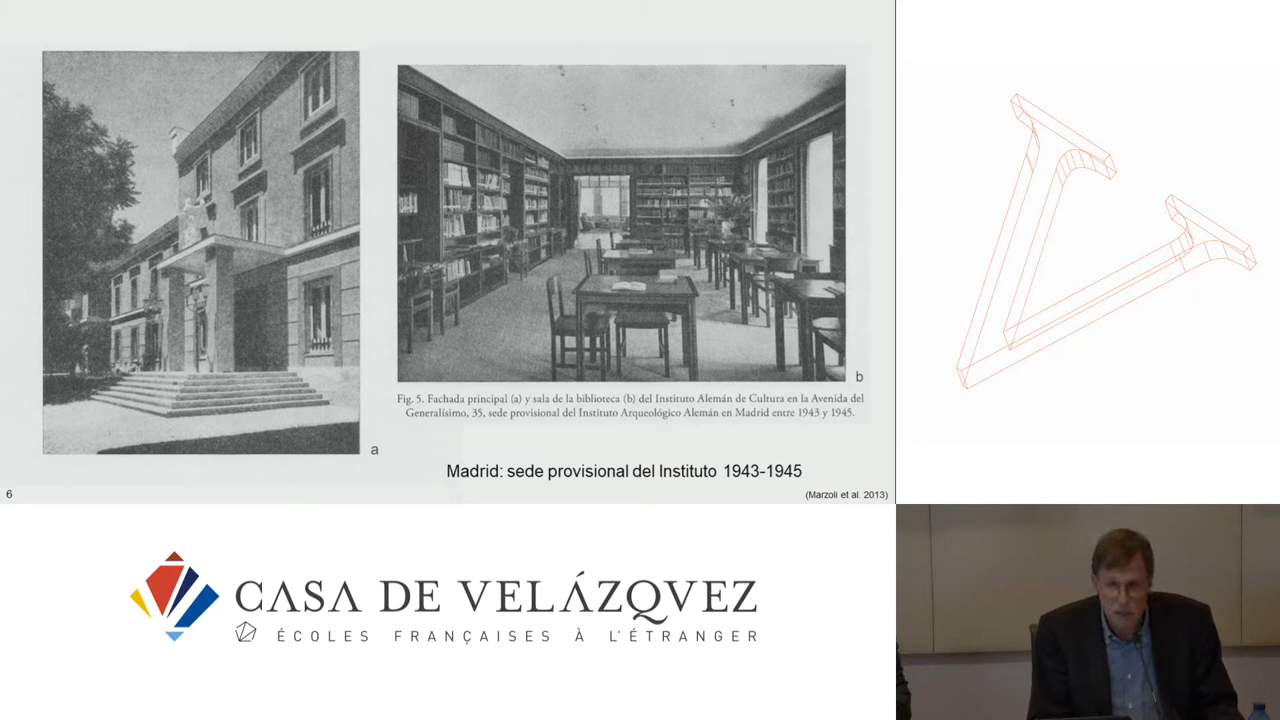 a
b
Fig. 5. Fachada principal (a) y sala de la biblioteca (b) del Instituto Alemán de Cultura en la Avenida del
Generalísimo, 35, sede provisional del Instituto Arqueológico Alemán en Madrid entre 1943 y 1945.
Madrid: sede provisional del Instituto 1943-1945
6
(Marzoli et al. 2013)
CASA DE VELÁZQVEZ
ÉCOLES FRANÇAISES À L'ÉTRANGER